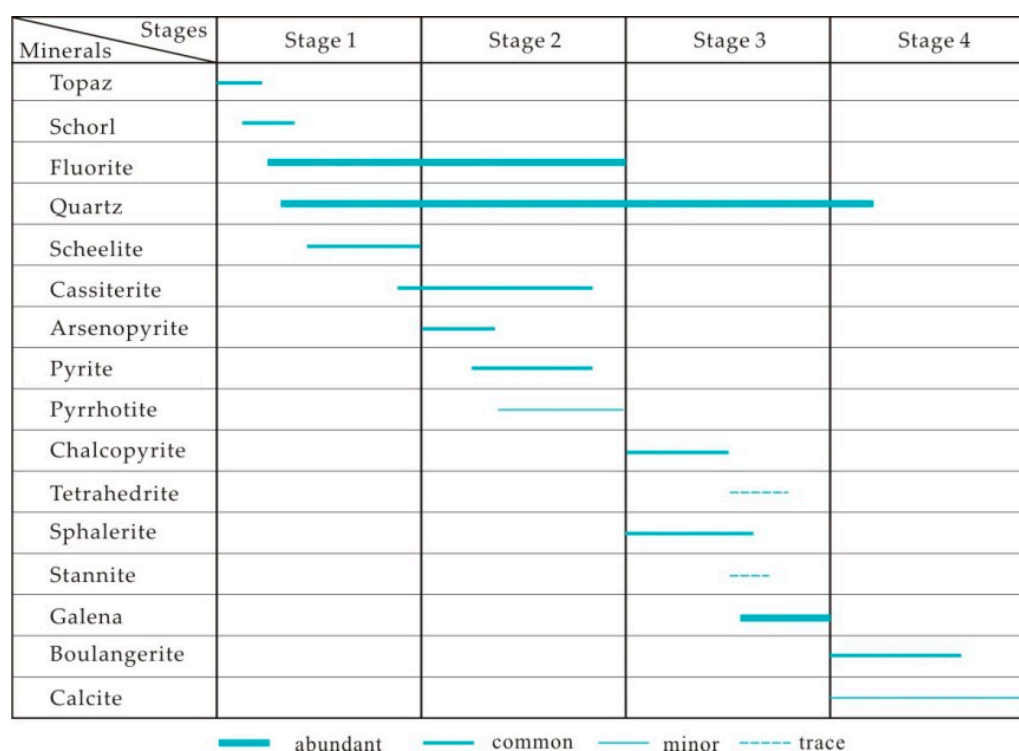 Stages
Minerals
Stage 1 Stage 2 Stage 3 Stage 4
Topaz
Schorl
Fluorite
Quartz
Scheelite
Cassiterite
Arsenopyrite
Pyrite
Pyrrhotite
Chalcopyrite
Tetrahedrite
Sphalerite
Stannite
Galena
Boulangerite
Calcite
abundant common minor trace